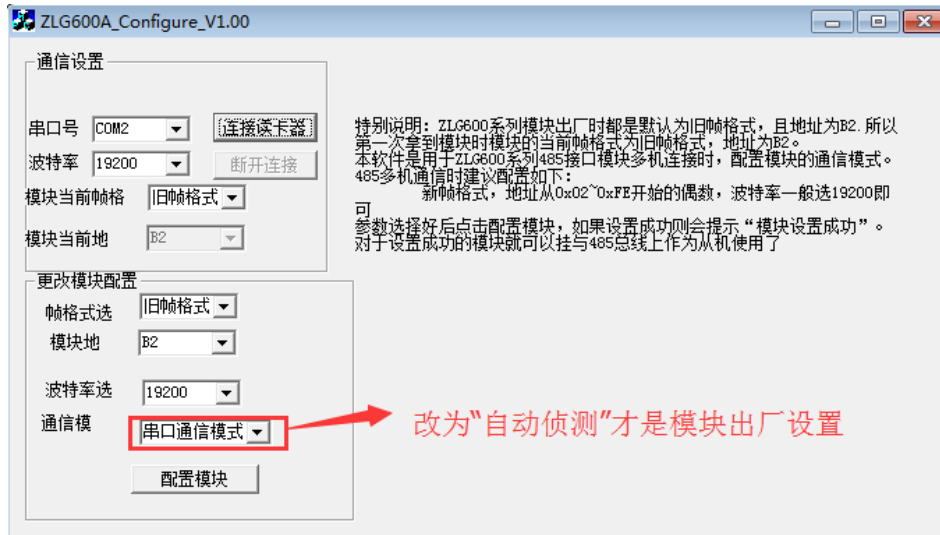 ZLG600A_Configure_V1.00
通信设置
串口号 COM2 连接读卡器
波特率 19200 断开连接
模块当前帧格 旧帧格式
模块当前地 B2
特别说明：ZLG600系列模块出厂时都是默认为旧帧格式，且地址为B2.所以
第一次拿到模块时模块的当前帧格式为旧帧格式，地址为B2。
本软件是用于ZLG600系列485接口模块多机连接时，配置模块的通信模式。
485多机通信时建议配置如下：
新帧格式，地址从0x02~0xFE开始的偶数，波特率一般选19200即
可
参数选择好后点击配置模块，如果设置成功则会提示“模块设置成功”。
对于设置成功的模块就可以挂与485总线上作为从机使用了
更改模块配置
帧格式选 旧帧格式
模块地 B2
波特率选 19200
通信模 串口通信模式
改为“自动侦测”才是模块出厂设置
配置模块